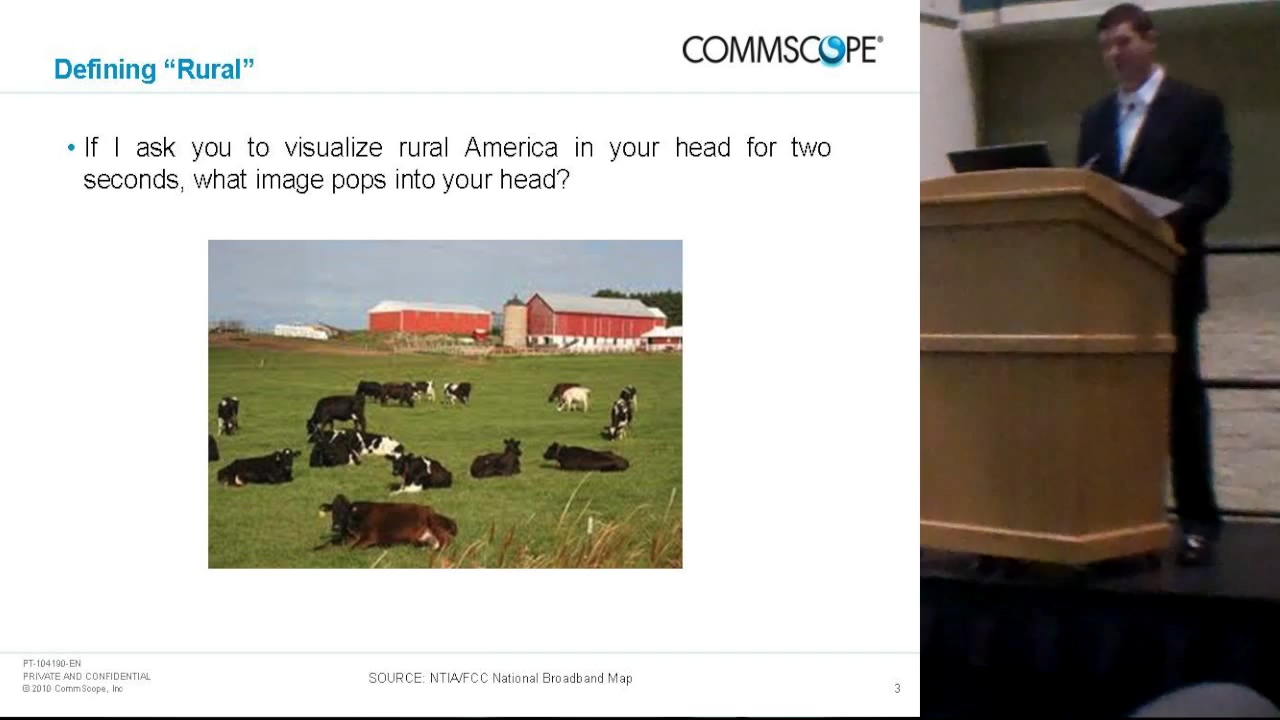 Defining “Rural”
COMMSCOPE®
• If I ask you to visualize rural America in your head for two
seconds, what image pops into your head?
PT-104190-EN
PRIVATE AND CONFIDENTIAL
© 2010 CommScope, Inc
SOURCE: NTIA/FCC National Broadband Map
3